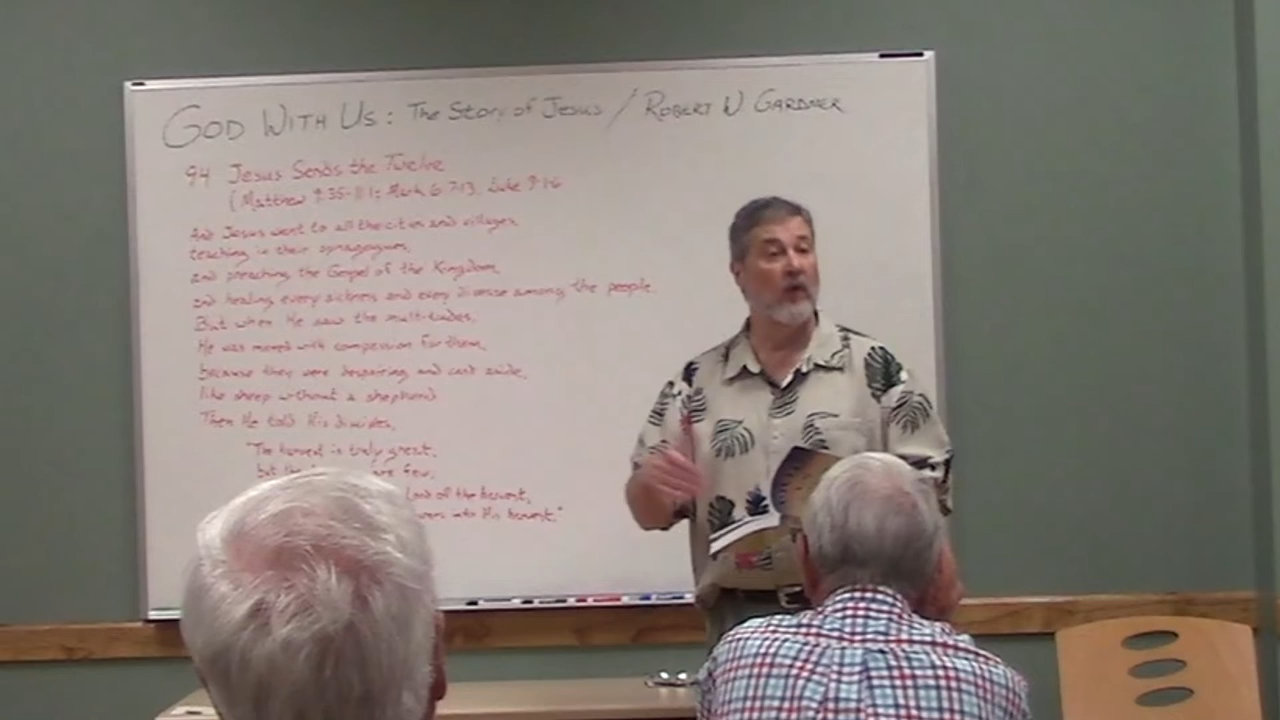 GOD WITH US: The Story of Jesus / ROBERT W GARDNER
94 Jesus Sends the Twelve
(Matthew 9:35-11:1; Mark 6:7-13, Luke 9:1-6
And Jesus went to all the cities and villages,
teaching in their synagogues,
and preaching the Gospel of the Kingdom,
and healing every sickness and every disease among the people.
But when He saw the multitudes,
He was moved with compassion for them,
because they were despairing and cast aside,
like sheep without a shepherd
Then He told His disciples,
"The harvest is truly great,
but the are few;
Lord of the harvest,
into His harvest."